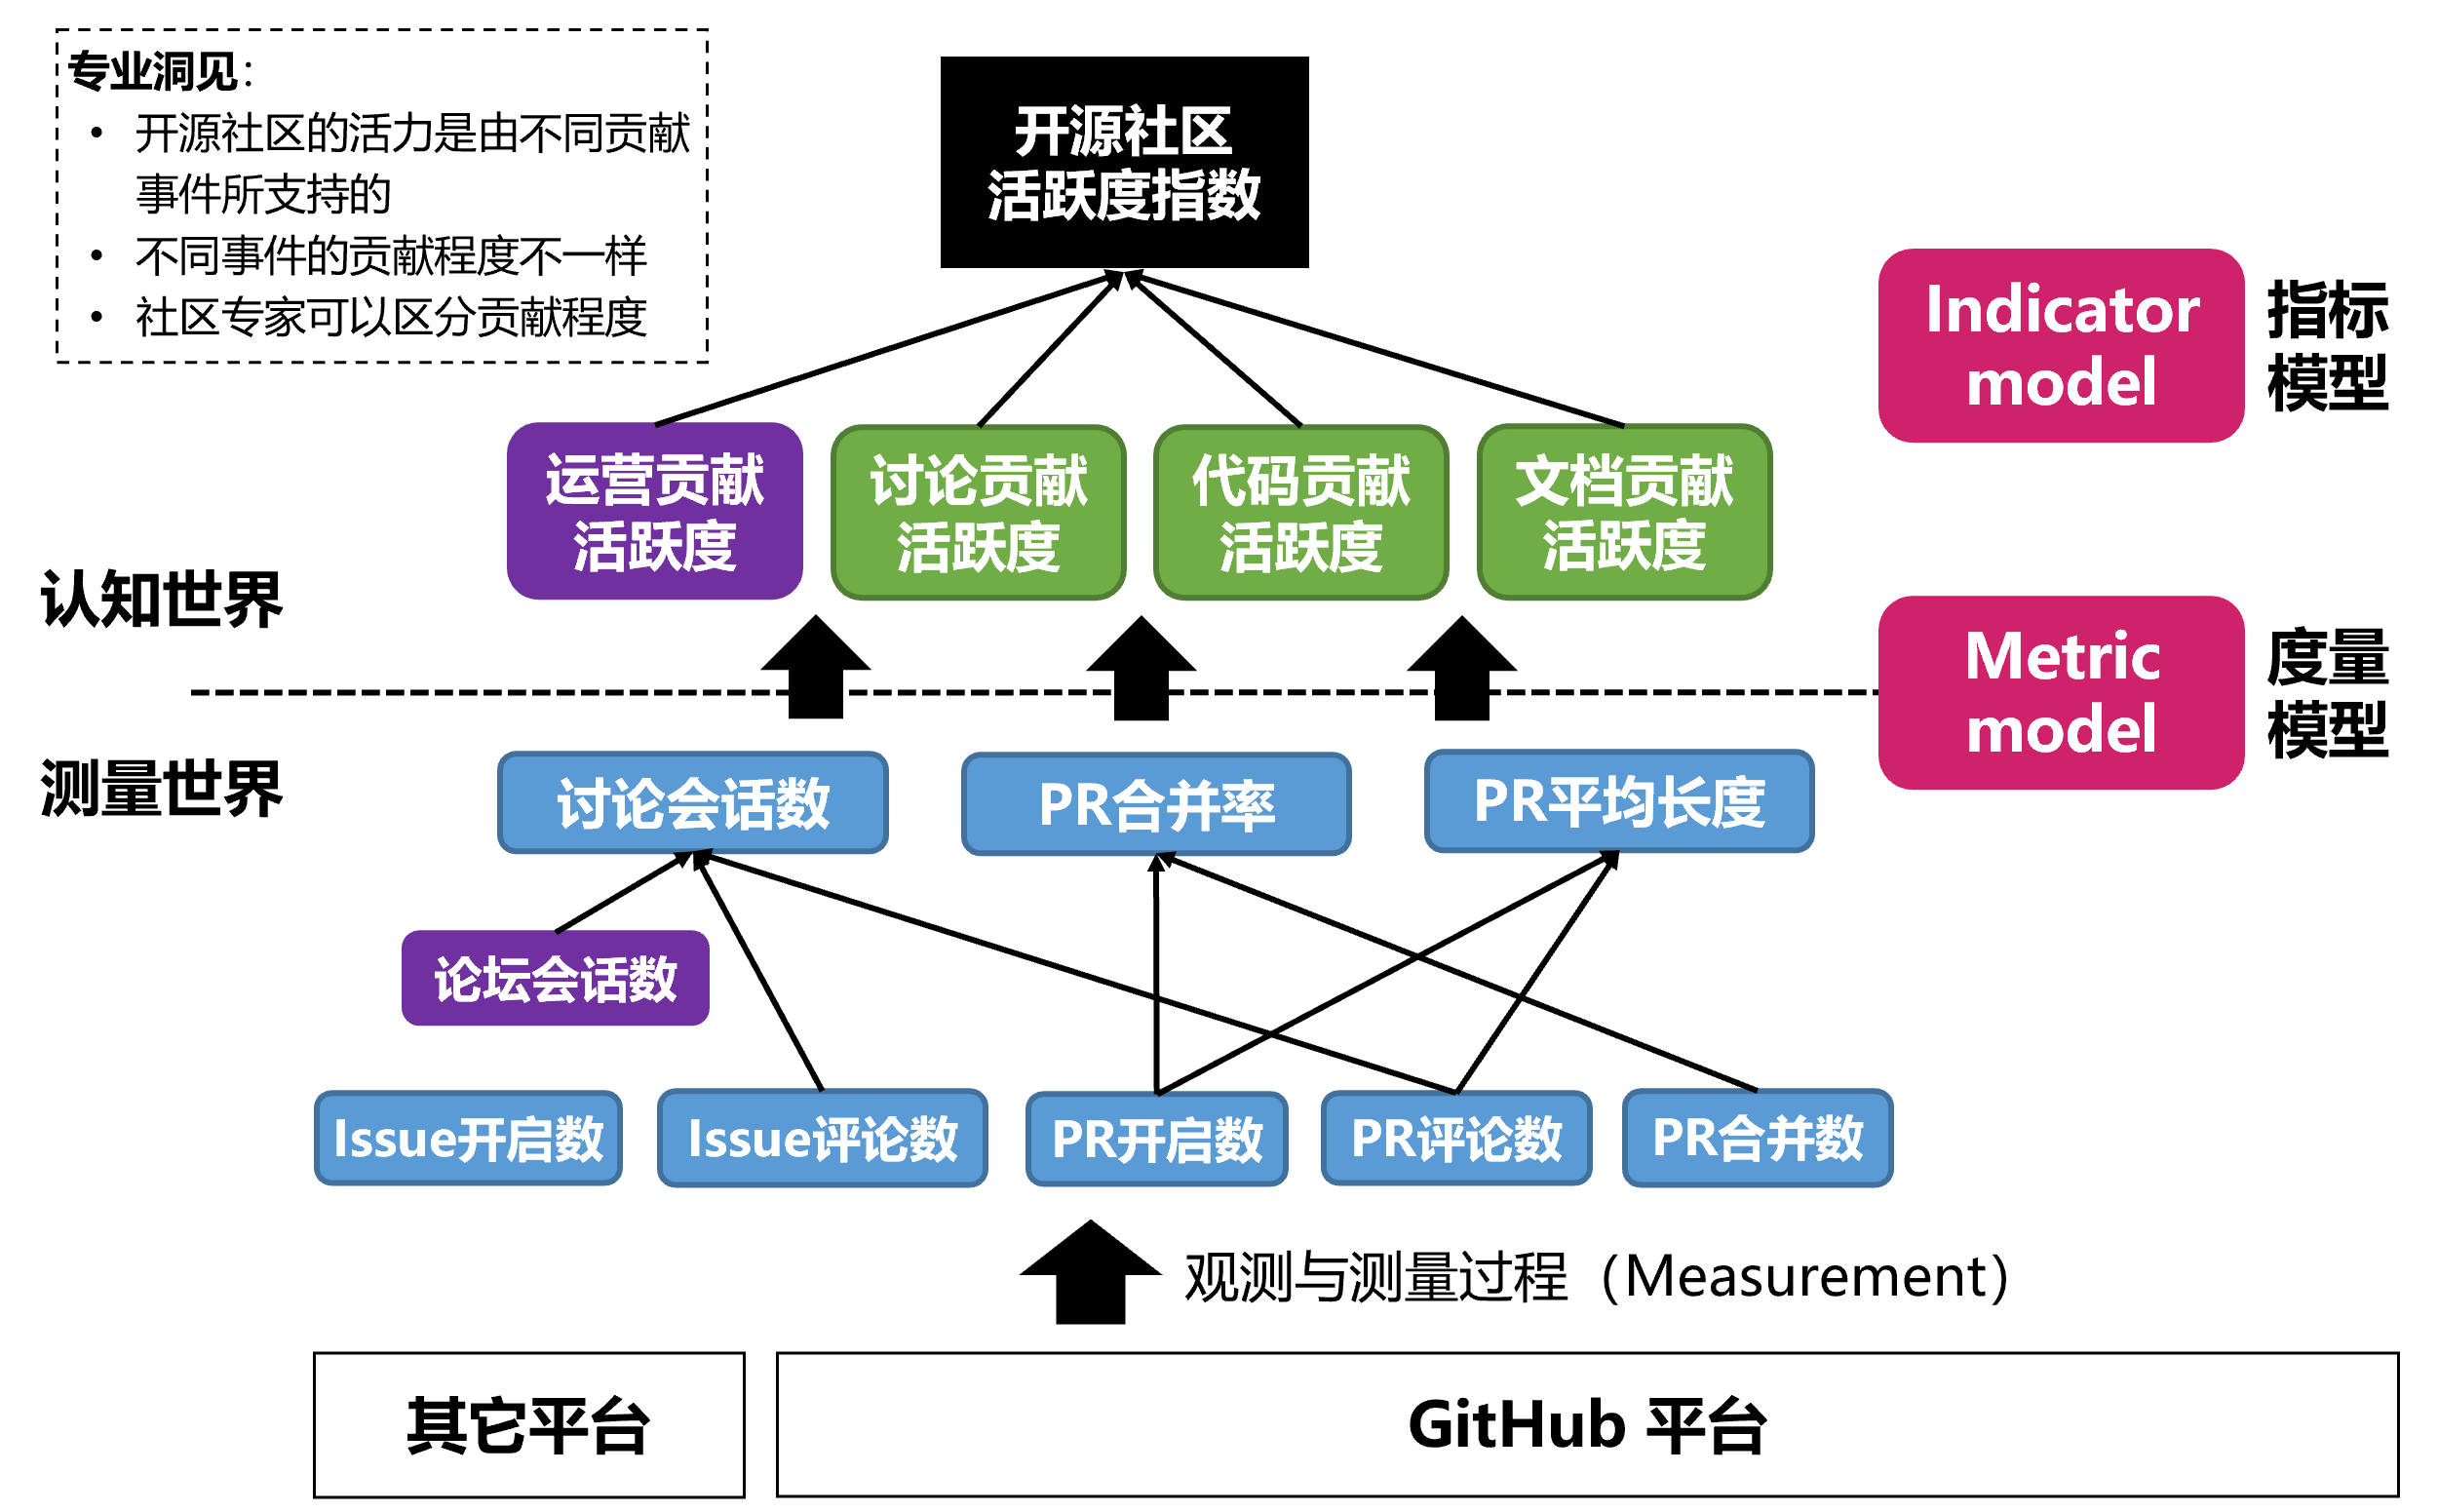 专业洞见：
• 开源社区的活力是由不同贡献
事件所支持的
• 不同事件的贡献程度不一样
• 社区专家可以区分贡献程度
开源社区
活跃度指数
Indicator
model
指标
模型
运营贡献
活跃度
讨论贡献
活跃度
代码贡献
活跃度
文档贡献
活跃度
认知世界
Metric
model
度量
模型
测量世界
讨论会话数
PR合并率
PR平均长度
论坛会话数
Issue开启数
Issue评论数
PR开启数
PR评论数
PR合并数
观测与测量过程（Measurement）
其它平台
GitHub 平台